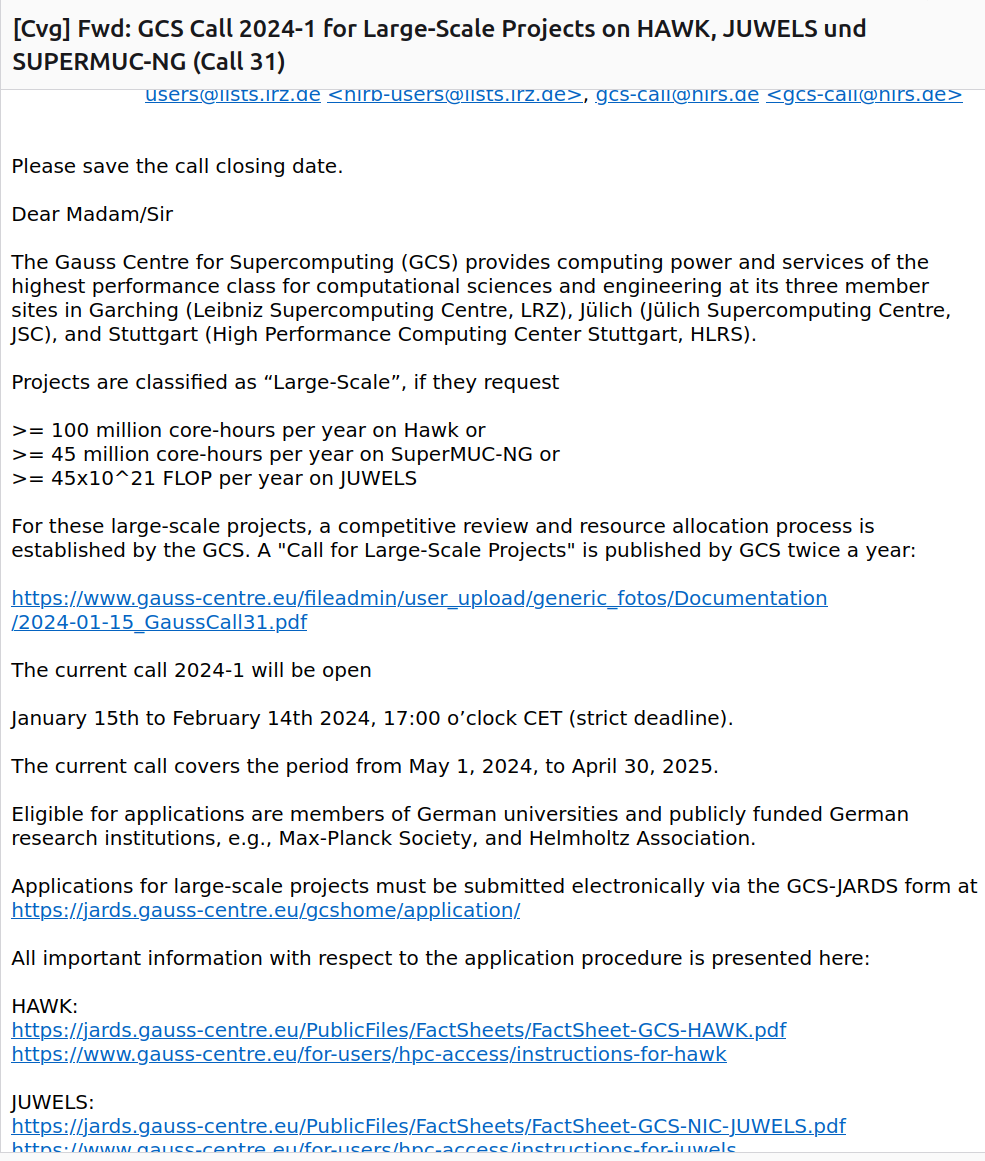 [Cvg] Fwd: GCS Call 2024-1 for Large-Scale Projects on HAWK, JUWELS und
SUPERMUC-NG (Call 31)
users@lists.lrz.de <hlrb-users@lists.lrz.de>, gcs-call@hlrs.de <gcs-call@hlrs.de>
Please save the call closing date.
Dear Madam/Sir
The Gauss Centre for Supercomputing (GCS) provides computing power and services of the
highest performance class for computational sciences and engineering at its three member
sites in Garching (Leibniz Supercomputing Centre, LRZ), Jülich (Jülich Supercomputing Centre,
JSC), and Stuttgart (High Performance Computing Center Stuttgart, HLRS).
Projects are classified as “Large-Scale”, if they request
>= 100 million core-hours per year on Hawk or
>= 45 million core-hours per year on SuperMUC-NG or
>= 45x10^21 FLOP per year on JUWELS
For these large-scale projects, a competitive review and resource allocation process is
established by the GCS. A "Call for Large-Scale Projects" is published by GCS twice a year:
https://www.gauss-centre.eu/fileadmin/user_upload/generic_fotos/Documentation
/2024-01-15_GaussCall31.pdf
The current call 2024-1 will be open
January 15th to February 14th 2024, 17:00 o’clock CET (strict deadline).
The current call covers the period from May 1, 2024, to April 30, 2025.
Eligible for applications are members of German universities and publicly funded German
research institutions, e.g., Max-Planck Society, and Helmholtz Association.
Applications for large-scale projects must be submitted electronically via the GCS-JARDS form at
https://jards.gauss-centre.eu/gcshome/application/
All important information with respect to the application procedure is presented here:
HAWK:
https://jards.gauss-centre.eu/PublicFiles/FactSheets/FactSheet-GCS-HAWK.pdf
https://www.gauss-centre.eu/for-users/hpc-access/instructions-for-hawk
JUWELS:
https://jards.gauss-centre.eu/PublicFiles/FactSheets/FactSheet-GCS-NIC-JUWELS.pdf
https://www.gauss-centre.eu/for-users/hpc-access/instructions-for-juwels